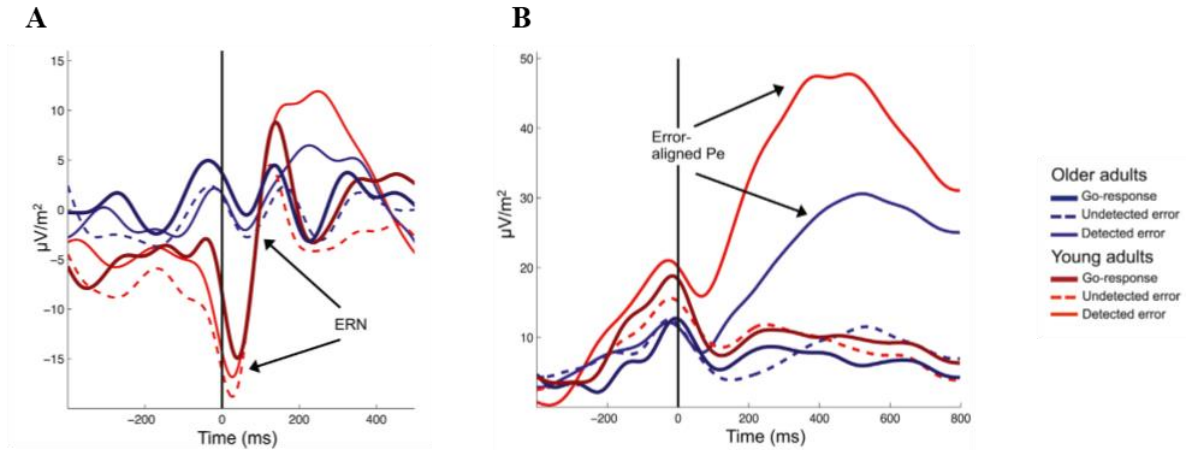 A
B
15
10
5
0
−5
−10
−15
μV/m²
−200
0
200
400
Time (ms)
ERN
50
40
30
20
10
μV/m²
−200
0
200
400
600
800
Time (ms)
Error-
aligned Pe
Older adults
Go-response
Undetected error
Detected error
Young adults
Go-response
Undetected error
Detected error